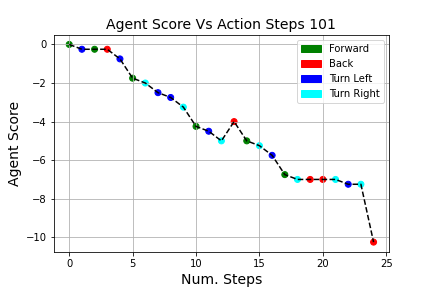 Agent Score Vs Action Steps 101
Forward
Back
Turn Left
Turn Right
0
−2
−4
−6
−8
−10
Agent Score
0 5 10 15 20 25
Num. Steps